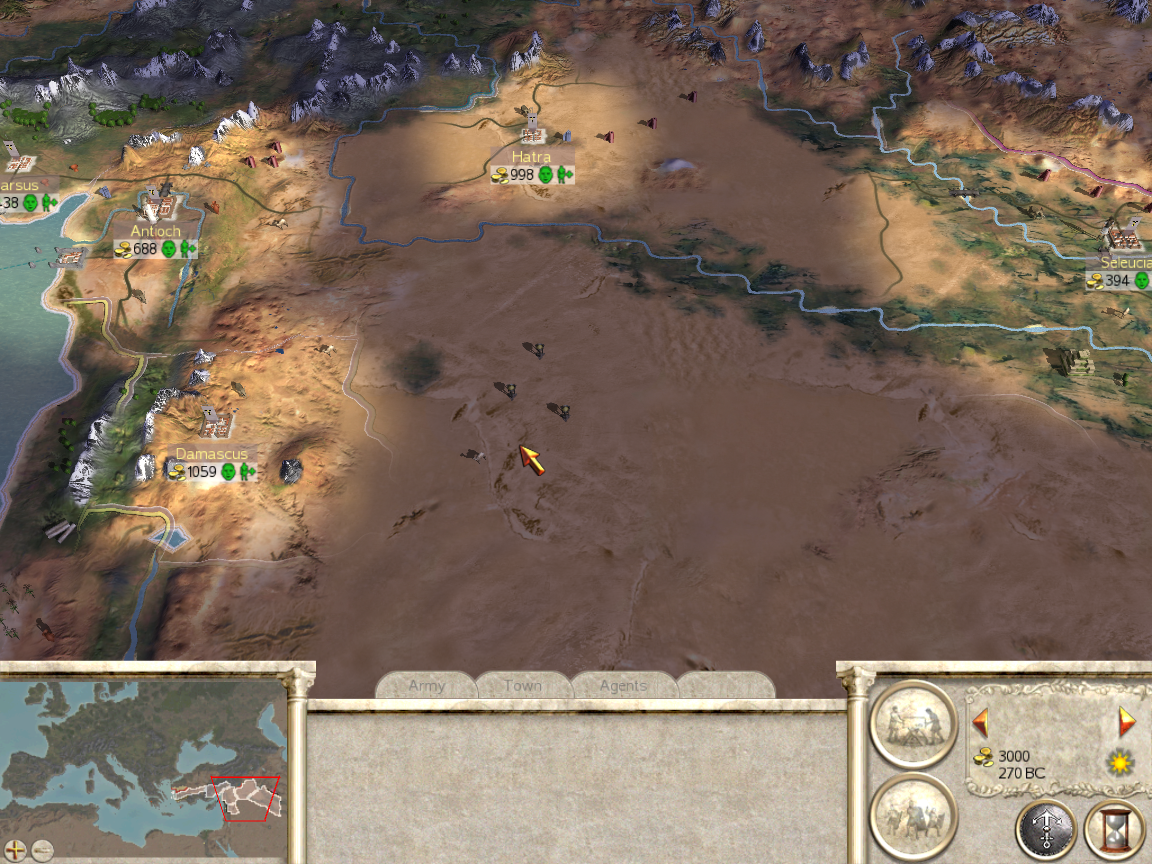 Hatra
998
arsus
38
Antioch
688
Seleucia
394
Damascus
1059
Army Town Agents
3000
270 BC